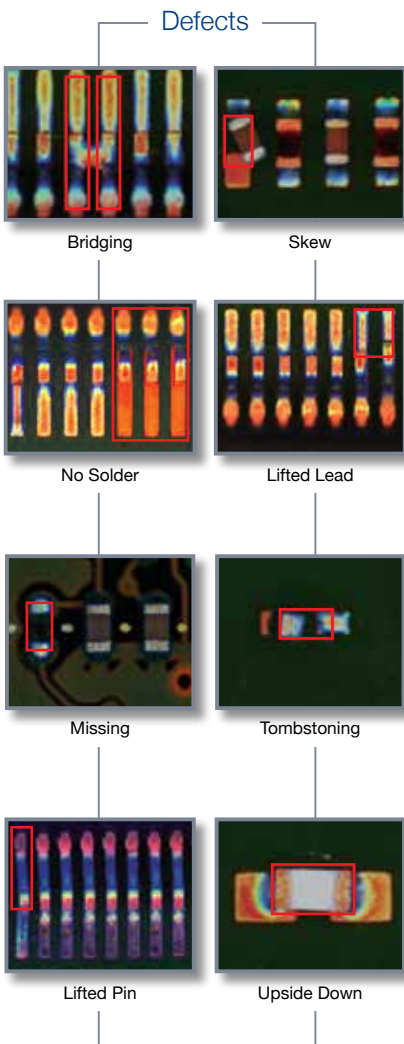 Defects
Bridging
Skew
No Solder
Lifted Lead
Missing
Tombstoning
Lifted Pin
Upside Down